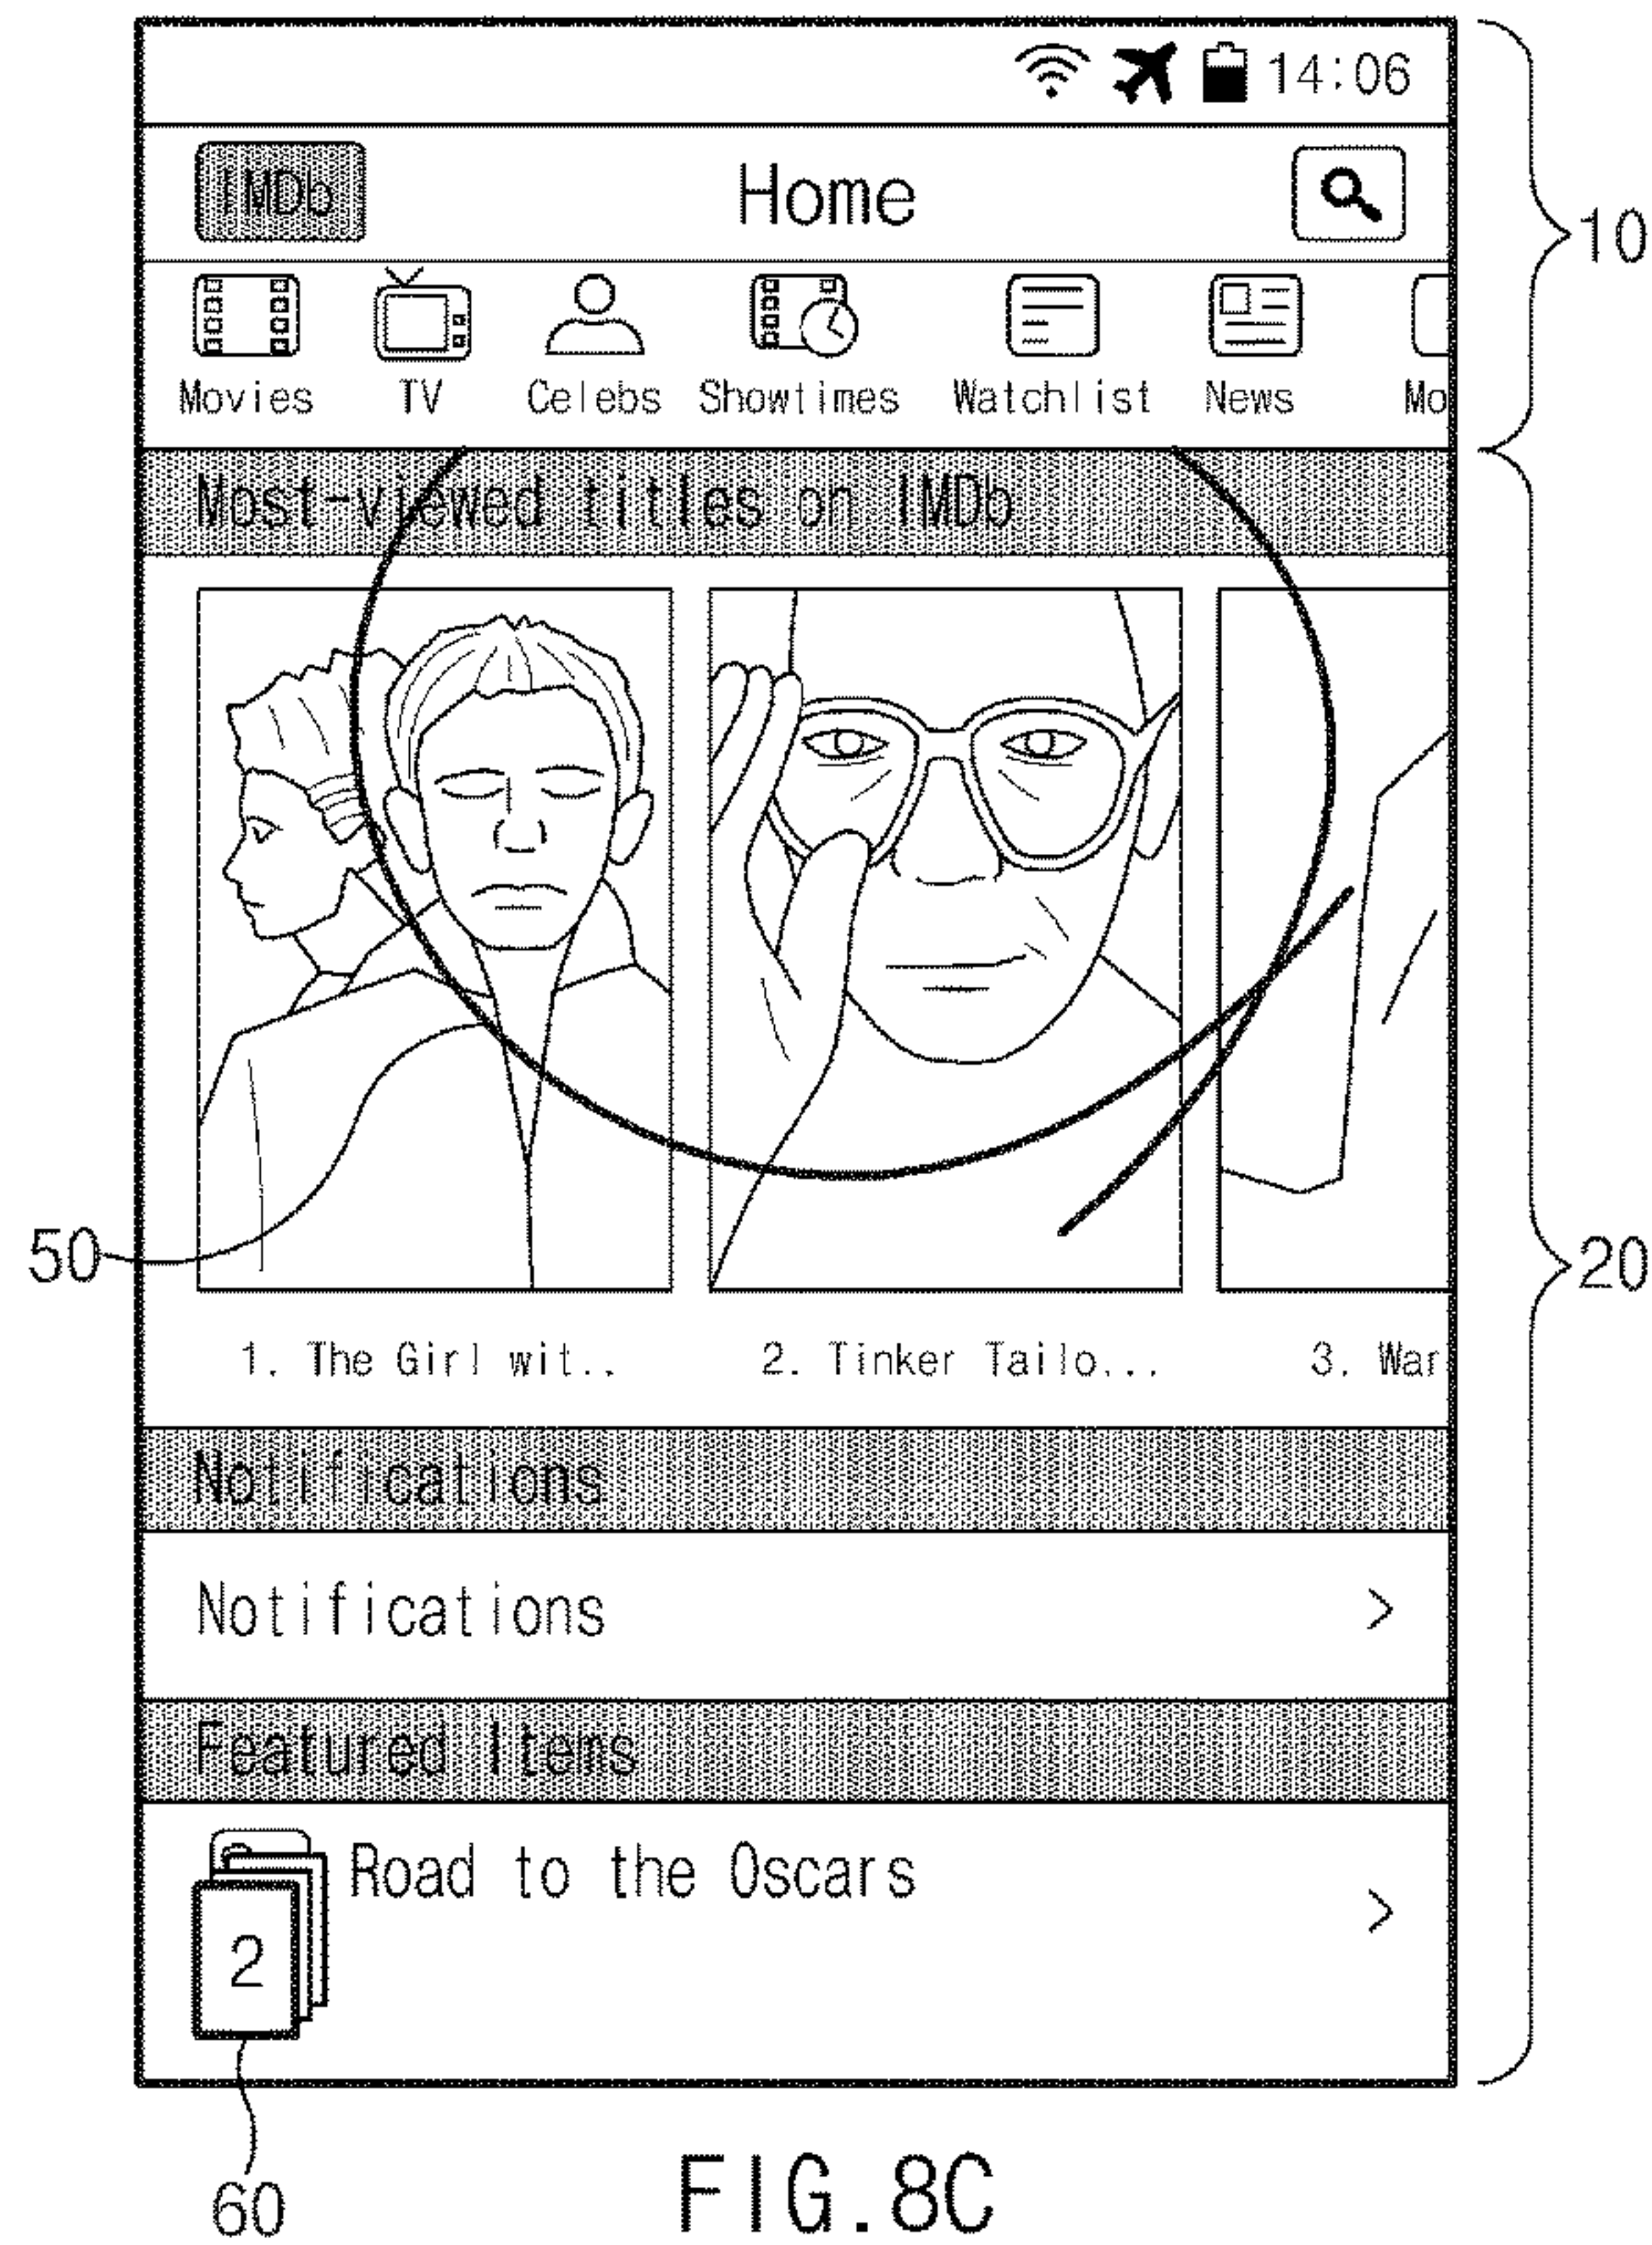 14:06
IMDb Home
10
Movies TV Celebs Showtimes Watchlist News Mo
Most-viewed titles on IMDb
50
20
1. The Girl wit.. 2. Tinker Tailo... 3. War
Notifications
Notifications >
Featured Items
Road to the Oscars >
2
60
FIG.8C